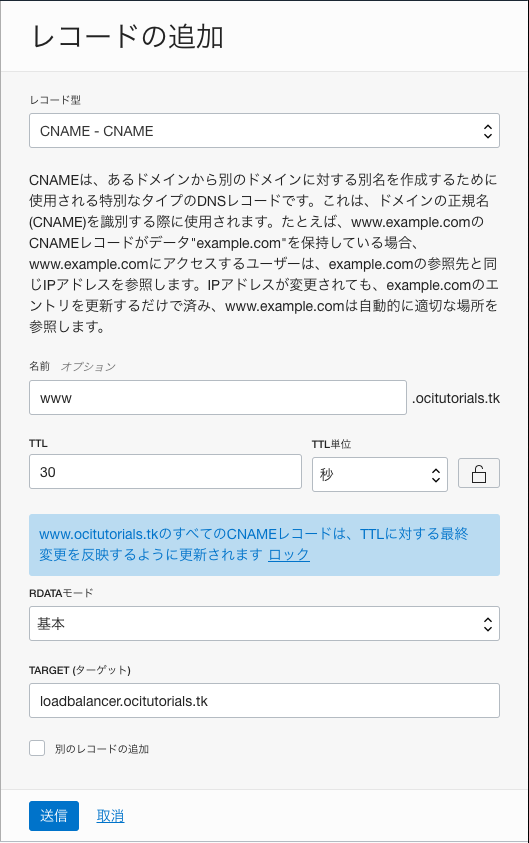 レコードの追加
レコード型
CNAME - CNAME
CNAMEは、あるドメインから別のドメインに対する別名を作成するために
使用される特別なタイプのDNSレコードです。これは、ドメインの正規名
(CNAME)を識別する際に使用されます。たとえば、www.example.comの
CNAMEレコードがデータ"example.com"を保持している場合、
www.example.comにアクセスするユーザーは、example.comの参照先と同
じIPアドレスを参照します。IPアドレスが変更されても、example.comのエ
ントリを更新するだけで済み、www.example.comは自動的に適切な場所を
参照します。
名前 オプション
www .ocitutorials.tk
TTL TTL単位
30 秒
www.ocitutorials.tkのすべてのCNAMEレコードは、TTLに対する最終
変更を反映するように更新されます ロック
RDATAモード
基本
TARGET (ターゲット)
loadbalancer.ocitutorials.tk
別のレコードの追加
送信 取消